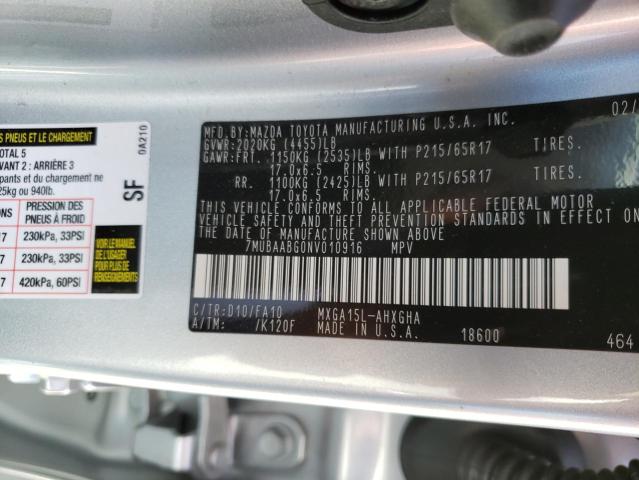 S PNEUS ET LE CHARGEMENT
OTAL 5
VANT 2 : ARRIÈRE 3
pants et du chargement ne
25kg ou 940lb.
ONS PRESSION DES PNEUS À FROID
17 230kPa, 33PSI
7 230kPa, 33PSI
7 420kPa, 60PSI
VOIR LE MANUEL
DE L'USAGER
POUR PLUS DE
RENSEIGNEMENTS
0A210
SF
MFD. BY: MAZDA TOYOTA MANUFACTURING U.S.A. INC. 02/
GVWR: 2020KG (4455)LB
GAWR: FRT. 1150KG (2535)LB WITH P215/65R17 TIRES.
17.0x6.5 RIMS.
RR. 1100KG (2425)LB WITH P215/65R17 TIRES.
17.0x6.5 RIMS.
THIS VEHICLE CONFORMS TO ALL APPLICABLE FEDERAL MOTOR
VEHICLE SAFETY AND THEFT PREVENTION STANDARDS IN EFFECT ON
THE DATE OF MANUFACTURE SHOWN ABOVE.
7MUBAABG0NV010916 MPV
C/TR: D10/FA10 MXGA15L-AHXGHA
A/TM: /K120F MADE IN U.S.A. 18600 464